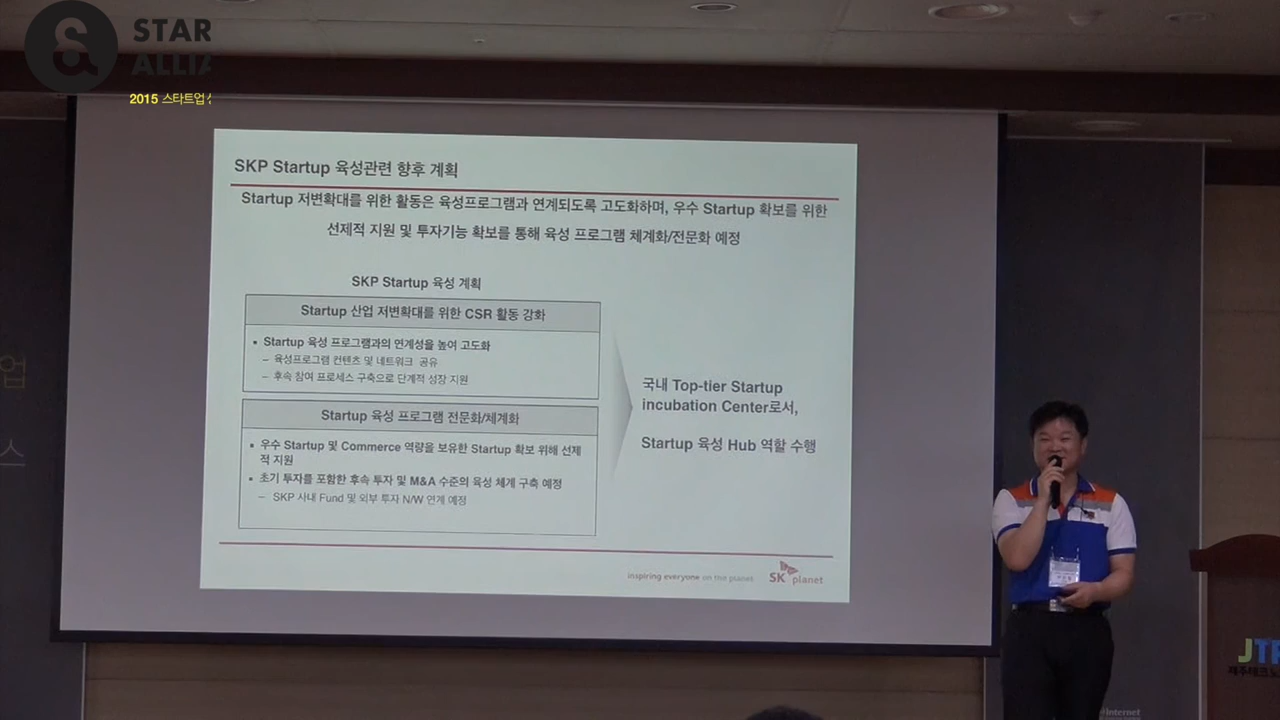 STAR
ALLIA
2015 스타트업
SKP Startup 육성관련 향후 계획
Startup 저변확대를 위한 활동은 육성프로그램과 연계되도록 고도화하며, 우수 Startup 확보를 위한
선제적 지원 및 투자기능 확보를 통해 육성 프로그램 체계화/전문화 예정
SKP Startup 육성 계획
Startup 산업 저변확대를 위한 CSR 활동 강화
• Startup 육성 프로그램과의 연계성을 높여 고도화
– 육성프로그램 컨텐츠 및 네트워크 공유
– 후속 참여 프로세스 구축으로 단계적 성장 지원
Startup 육성 프로그램 전문화/체계화
• 우수 Startup 및 Commerce 역량을 보유한 Startup 확보 위해 선제
적 지원
• 초기 투자를 포함한 후속 투자 및 M&A 수준의 육성 체계 구축 예정
– SKP 사내 Fund 및 외부 투자 N/W 연계 예정
국내 Top-tier Startup
incubation Center로서,
Startup 육성 Hub 역할 수행
inspiring everyone on the planet
SK planet
업
스
JTP
제주테크노
Internet